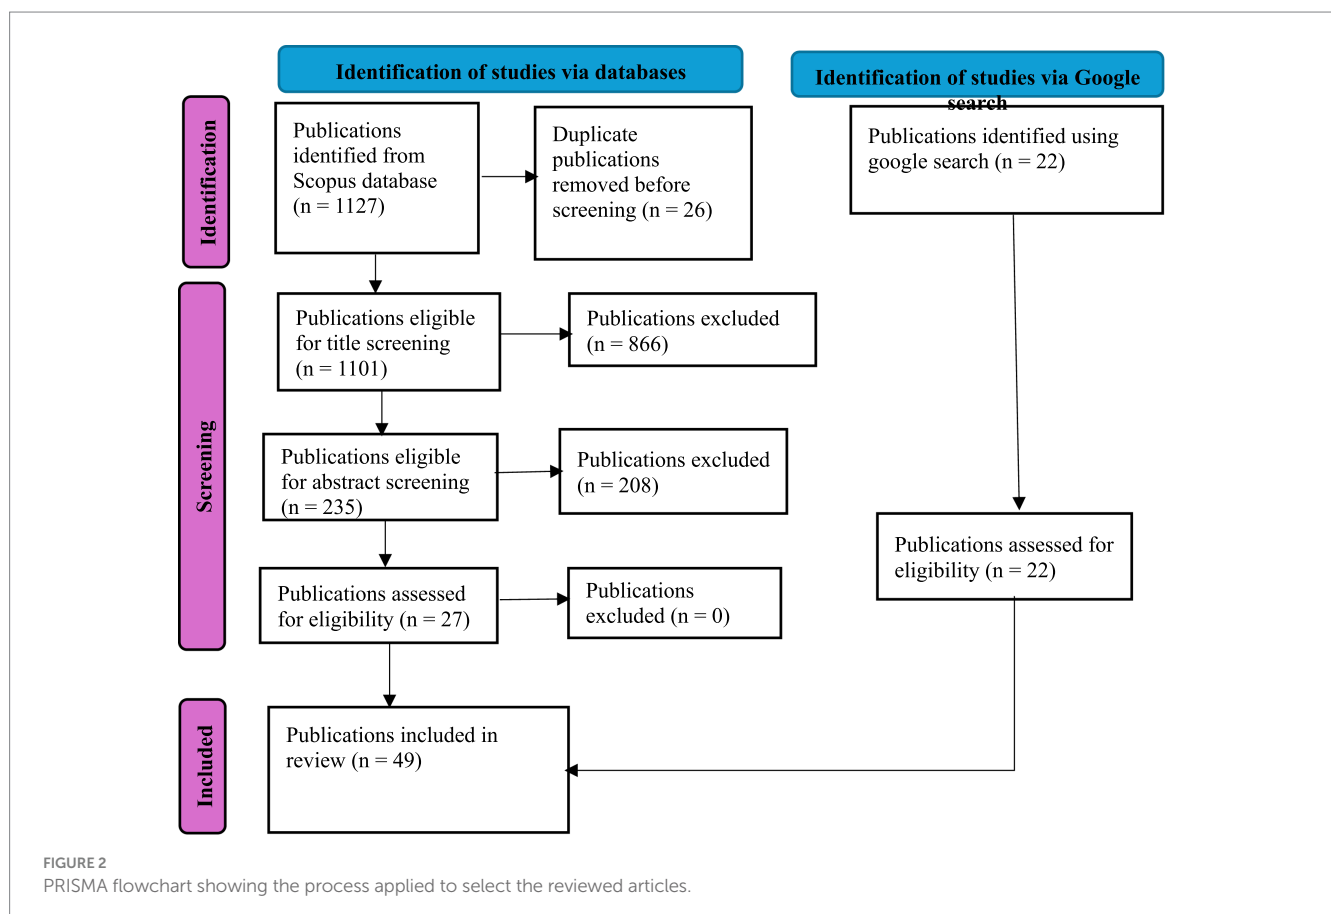 Identification of studies via databases
Identification of studies via Google
search
Identification
Publications
identified from
Scopus database
(n = 1127)
Duplicate
publications
removed before
screening (n = 26)
Publications identified using
google search (n = 22)
Screening
Publications eligible
for title screening
(n = 1101)
Publications excluded
(n = 866)
Publications eligible
for abstract screening
(n = 235)
Publications excluded
(n = 208)
Publications assessed
for eligibility (n = 27)
Publications
excluded (n = 0)
Publications assessed for
eligibility (n = 22)
Included
Publications included in
review (n = 49)
FIGURE 2
PRISMA flowchart showing the process applied to select the reviewed articles.